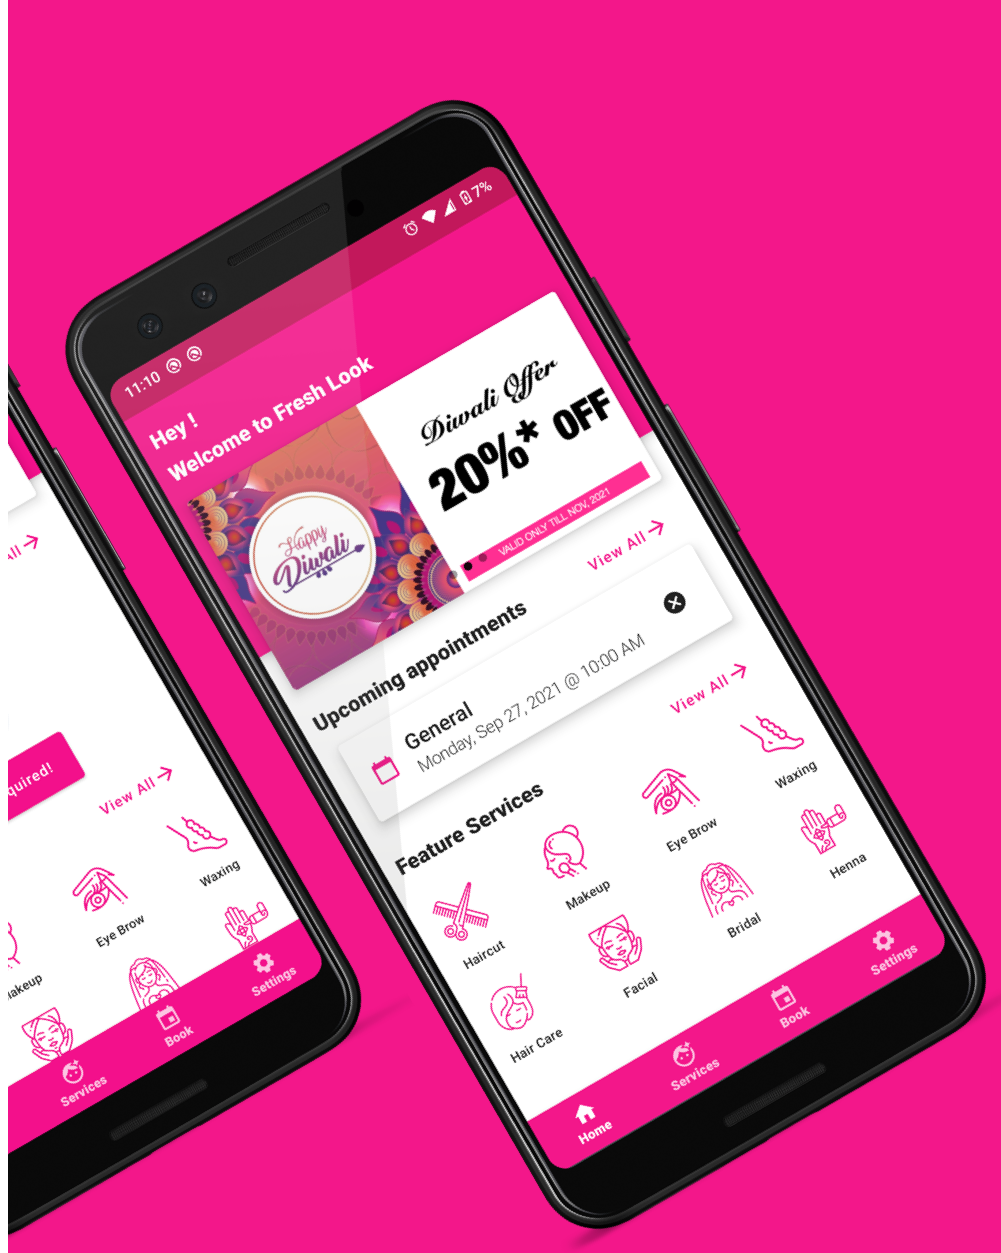 11:10
7%
Hey !
Welcome to Fresh Look
Happy
Diwali
Diwali Offer
20%* OFF
VALID ONLY TILL NOV, 2021
Upcoming appointments
View All
General
Monday, Sep 27, 2021 @ 10:00 AM
Feature Services
View All
Haircut
Makeup
Eye Brow
Waxing
Hair Care
Facial
Bridal
Henna
Home
Services
Book
Settings
View All
Eye Brow
Waxing
Services
Book
Settings